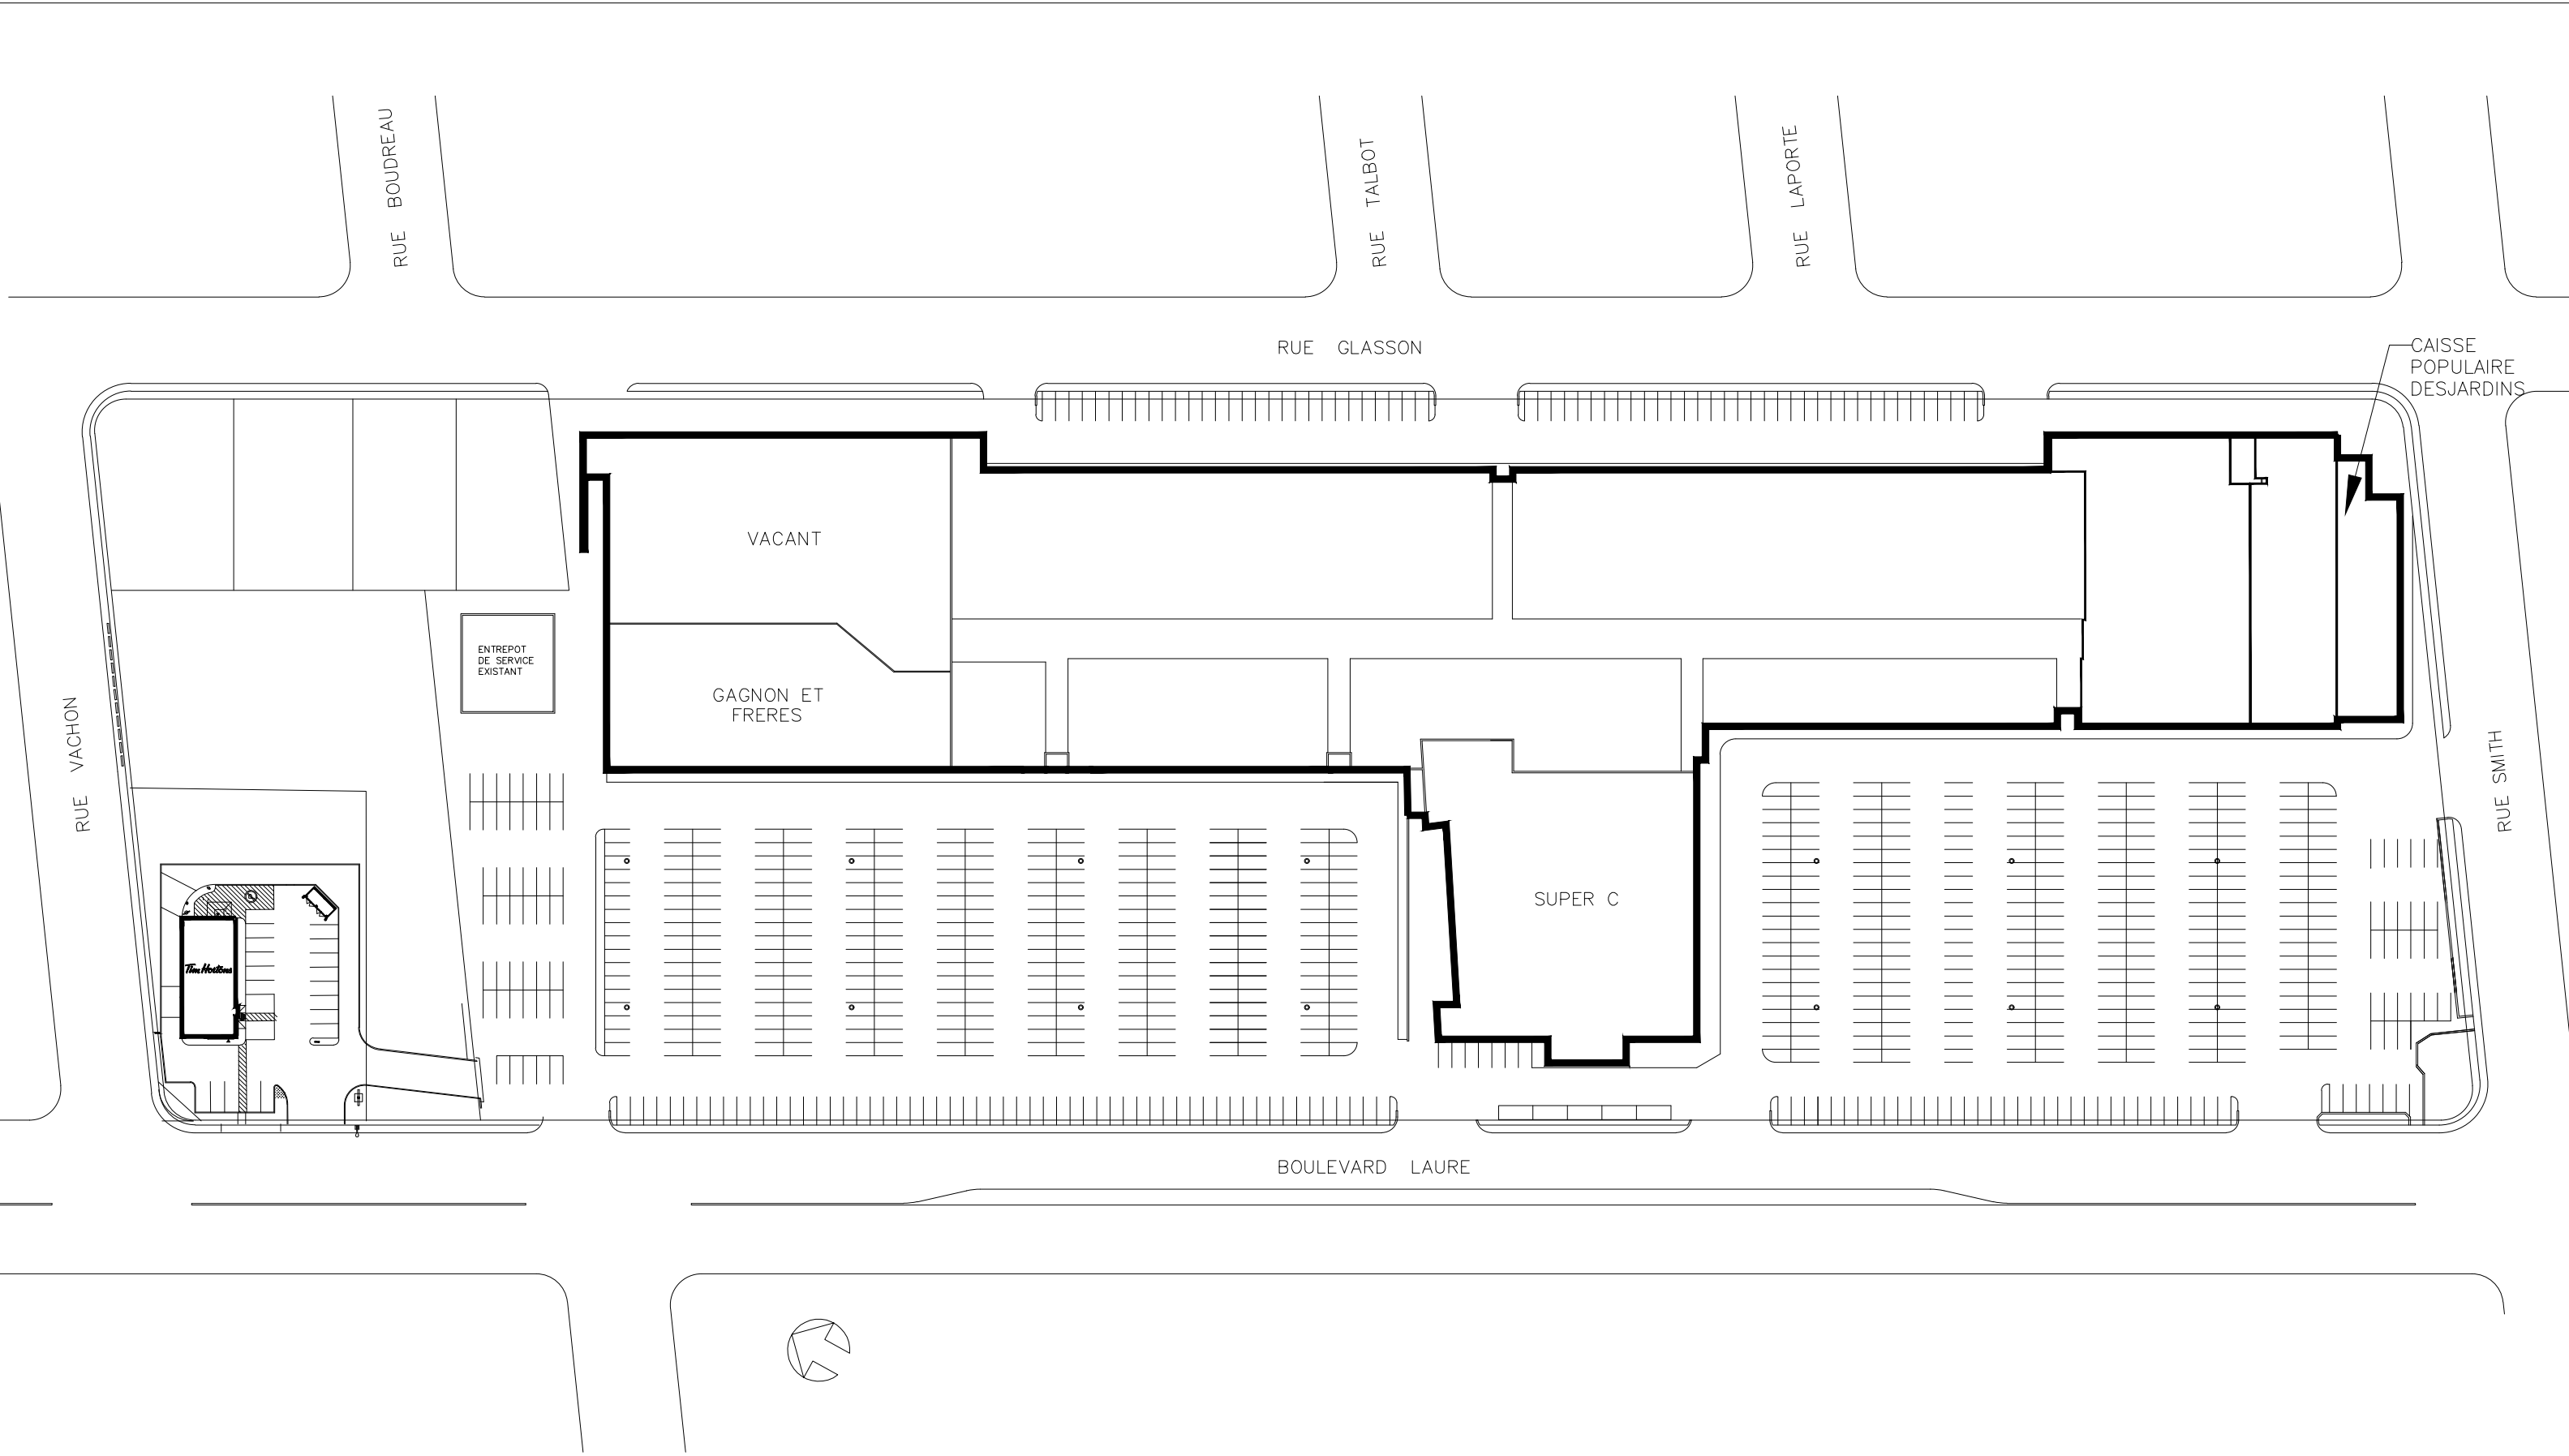 RUE BOUDREAU
RUE TALBOT
RUE LAPORTE
RUE GLASSON
CAISSE
POPULAIRE
DESJARDINS
VACANT
ENTREPOT
DE SERVICE
EXISTANT
GAGNON ET
FRERES
RUE VACHON
RUE SMITH
SUPER C
Tim Hortons
BOULEVARD LAURE